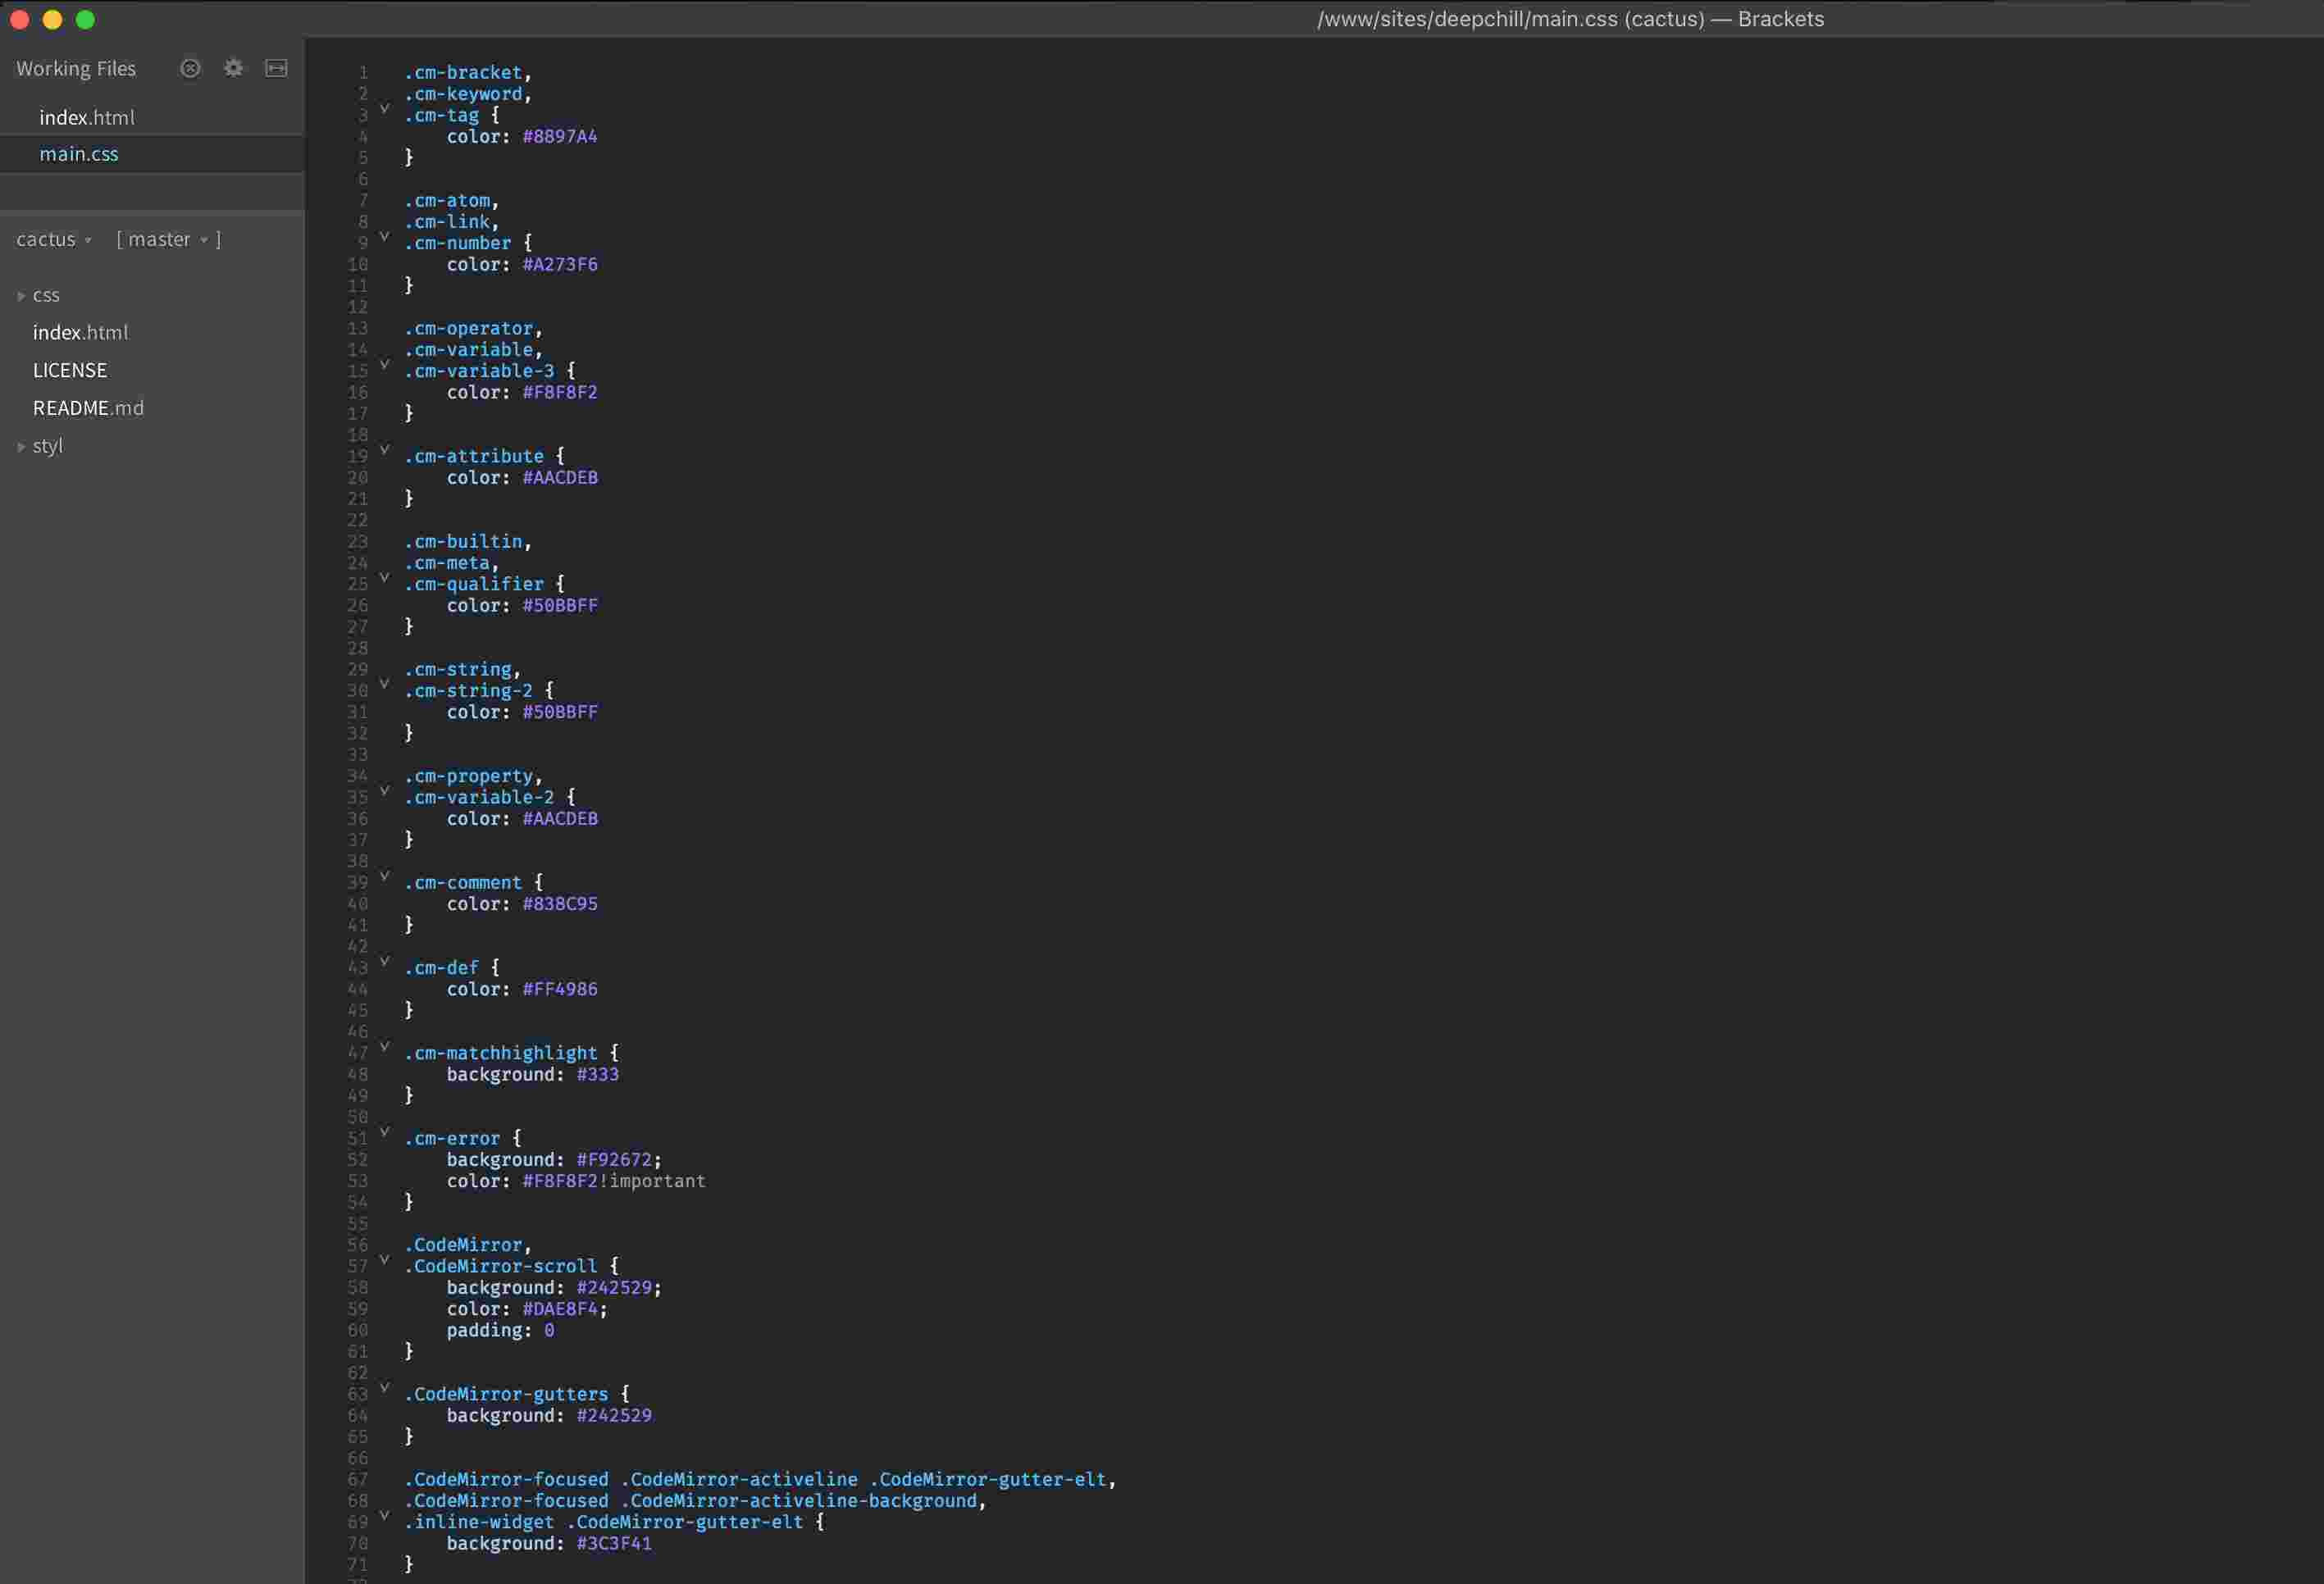 /www/sites/deepchill/main.css (cactus) — Brackets
Working Files
index.html
main.css
cactus [ master ]
css
index.html
LICENSE
README.md
styl
1 .cm-bracket,
2 .cm-keyword,
3 .cm-tag {
4 color: #8897A4
5 }
6
7 .cm-atom,
8 .cm-link,
9 .cm-number {
10 color: #A273F6
11 }
12
13 .cm-operator,
14 .cm-variable,
15 .cm-variable-3 {
16 color: #F8F8F2
17 }
18
19 .cm-attribute {
20 color: #AACDEB
21 }
22
23 .cm-builtin,
24 .cm-meta,
25 .cm-qualifier {
26 color: #50BBFF
27 }
28
29 .cm-string,
30 .cm-string-2 {
31 color: #50BBFF
32 }
33
34 .cm-property,
35 .cm-variable-2 {
36 color: #AACDEB
37 }
38
39 .cm-comment {
40 color: #838C95
41 }
42
43 .cm-def {
44 color: #FF4986
45 }
46
47 .cm-matchhighlight {
48 background: #333
49 }
50
51 .cm-error {
52 background: #F92672;
53 color: #F8F8F2!important
54 }
55
56 .CodeMirror,
57 .CodeMirror-scroll {
58 background: #242529;
59 color: #DAE8F4;
60 padding: 0
61 }
62
63 .CodeMirror-gutters {
64 background: #242529
65 }
66
67 .CodeMirror-focused .CodeMirror-activeline .CodeMirror-gutter-elt,
68 .CodeMirror-focused .CodeMirror-activeline-background,
69 .inline-widget .CodeMirror-gutter-elt {
70 background: #3C3F41
71 }